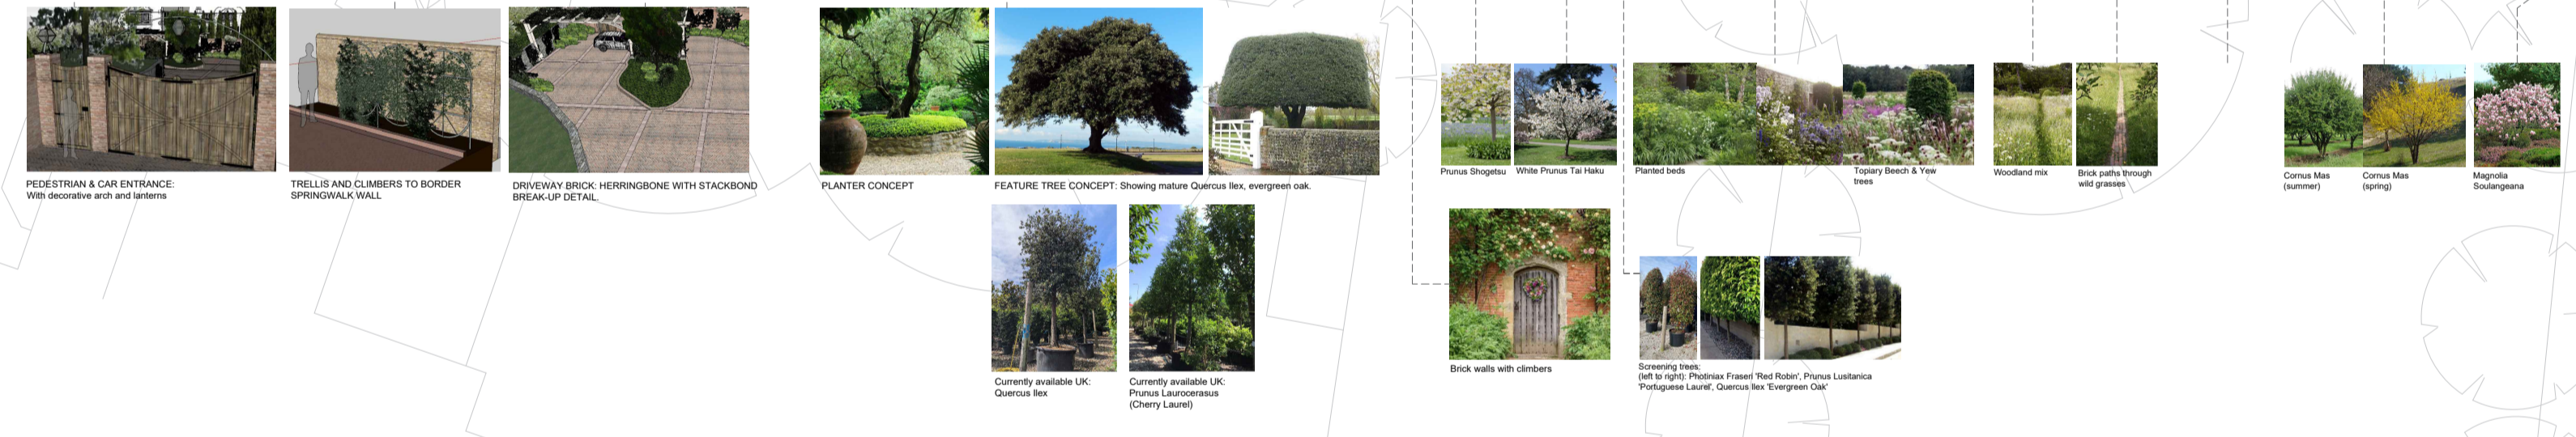 PEDESTRIAN & CAR ENTRANCE:
With decorative arch and lanterns
TRELLIS AND CLIMBERS TO BORDER
SPRINGWALK WALL
DRIVEWAY BRICK: HERRINGBONE WITH STACKBOND
BREAK-UP DETAIL.
PLANTER CONCEPT
FEATURE TREE CONCEPT: Showing mature Quercus Ilex, evergreen oak.
Currently available UK:
Quercus Ilex
Currently available UK:
Prunus Laurocerasus
(Cherry Laurel)
Prunus Shogetsu
White Prunus Tai Haku
Planted beds
Topiary Beech & Yew
trees
Woodland mix
Brick paths through
wild grasses
Cornus Mas
(summer)
Cornus Mas
(spring)
Magnolia
Soulangeana
Brick walls with climbers
Screening trees:
(left to right): Photiniax Fraseri 'Red Robin', Prunus Lusitanica
'Portuguese Laurel', Quercus Ilex 'Evergreen Oak'